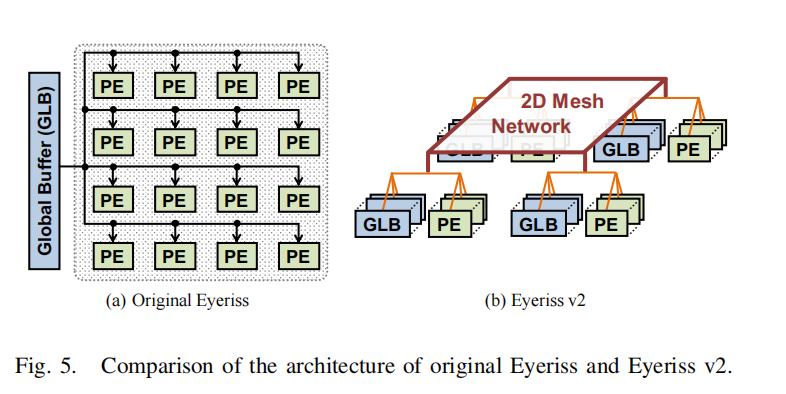 Global Buffer (GLB)
PE PE PE PE
PE PE PE PE
PE PE PE PE
PE PE PE PE
(a) Original Eyeriss
2D Mesh
Network
GLB PE GLB PE
GLB PE GLB PE
(b) Eyeriss v2
Fig. 5. Comparison of the architecture of original Eyeriss and Eyeriss v2.